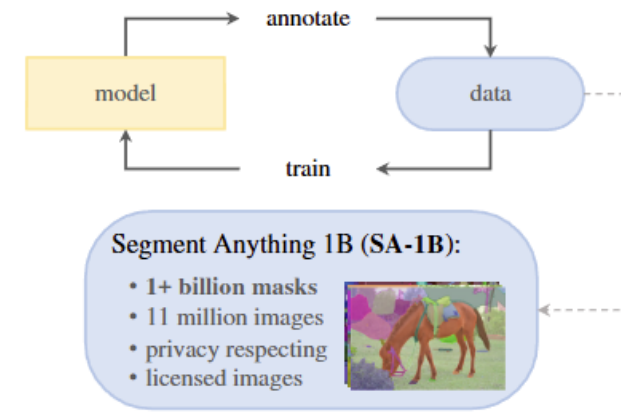 annotate
model
data
train
Segment Anything 1B (SA-1B):
• 1+ billion masks
• 11 million images
• privacy respecting
• licensed images